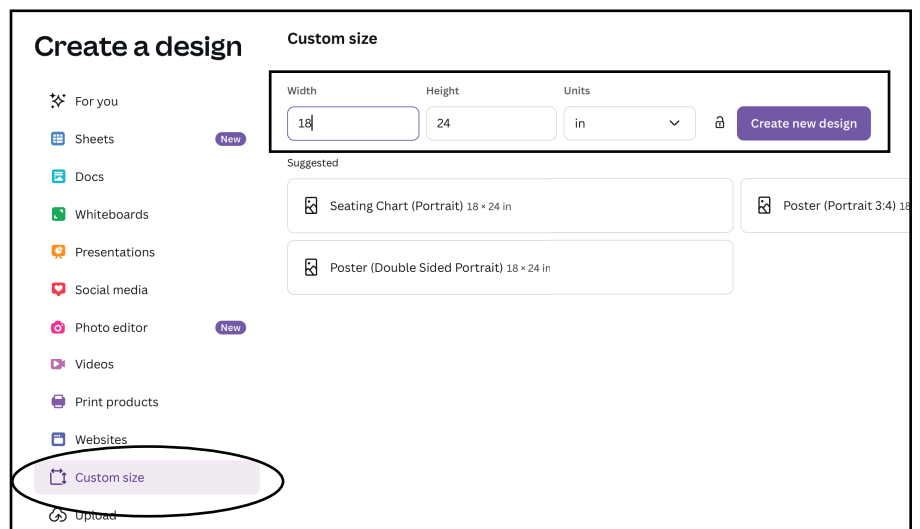 Create a design
For you
Sheets New
Docs
Whiteboards
Presentations
Social media
Photo editor New
Videos
Print products
Websites
Custom size
Upload
Custom size
Width Height Units
18 24 in Create new design
Suggested
Seating Chart (Portrait) 18 × 24 in
Poster (Portrait 3:4) 18
Poster (Double Sided Portrait) 18 × 24 in